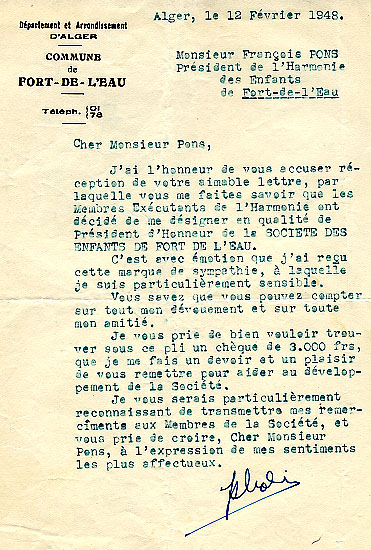 Département et Arrondissement
D'ALGER
COMMUNE
de
FORT-DE-L'EAU
Téléph. 01
78
Alger, le 12 Février 1948.
Monsieur François PONS
Président de l'Harmonie
des Enfants
de Fort-de-l'Eau
Cher Monsieur Pons,
J'ai l'honneur de vous accuser ré-
ception de votre aimable lettre, par
laquelle vous me faites savoir que les
Membres Exécutants de l'Harmonie ont
décidé de me désigner en qualité de
Président d'Honneur de la SOCIETE DES
ENFANTS DE FORT DE L'EAU.
C'est avec émotion que j'ai reçu
cette marque de sympathie, à laquelle
je suis particulièrement sensible.
Vous savez que vous pouvez compter
sur tout mon dévouement et sur toute
mon amitié.
Je vous prie de bien vouloir trou-
ver sous ce pli un chèque de 3.000 frs,
que je me fais un devoir et un plaisir
de vous remettre pour aider au dévelop-
pement de la Société.
Je vous serais particulièrement
reconnaissant de transmettre mes remer-
cîments aux Membres de la Société, et
vous prie de croire, Cher Monsieur
Pons, à l'expression de mes sentiments
les plus affectueux.